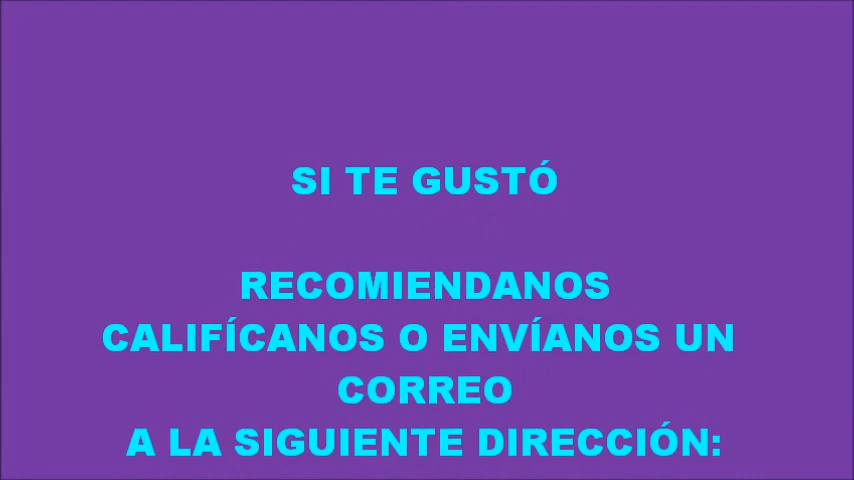 SI TE GUSTÓ
RECOMIENDANOS
CALIFÍCANOS O ENVÍANOS UN
CORREO
A LA SIGUIENTE DIRECCIÓN: